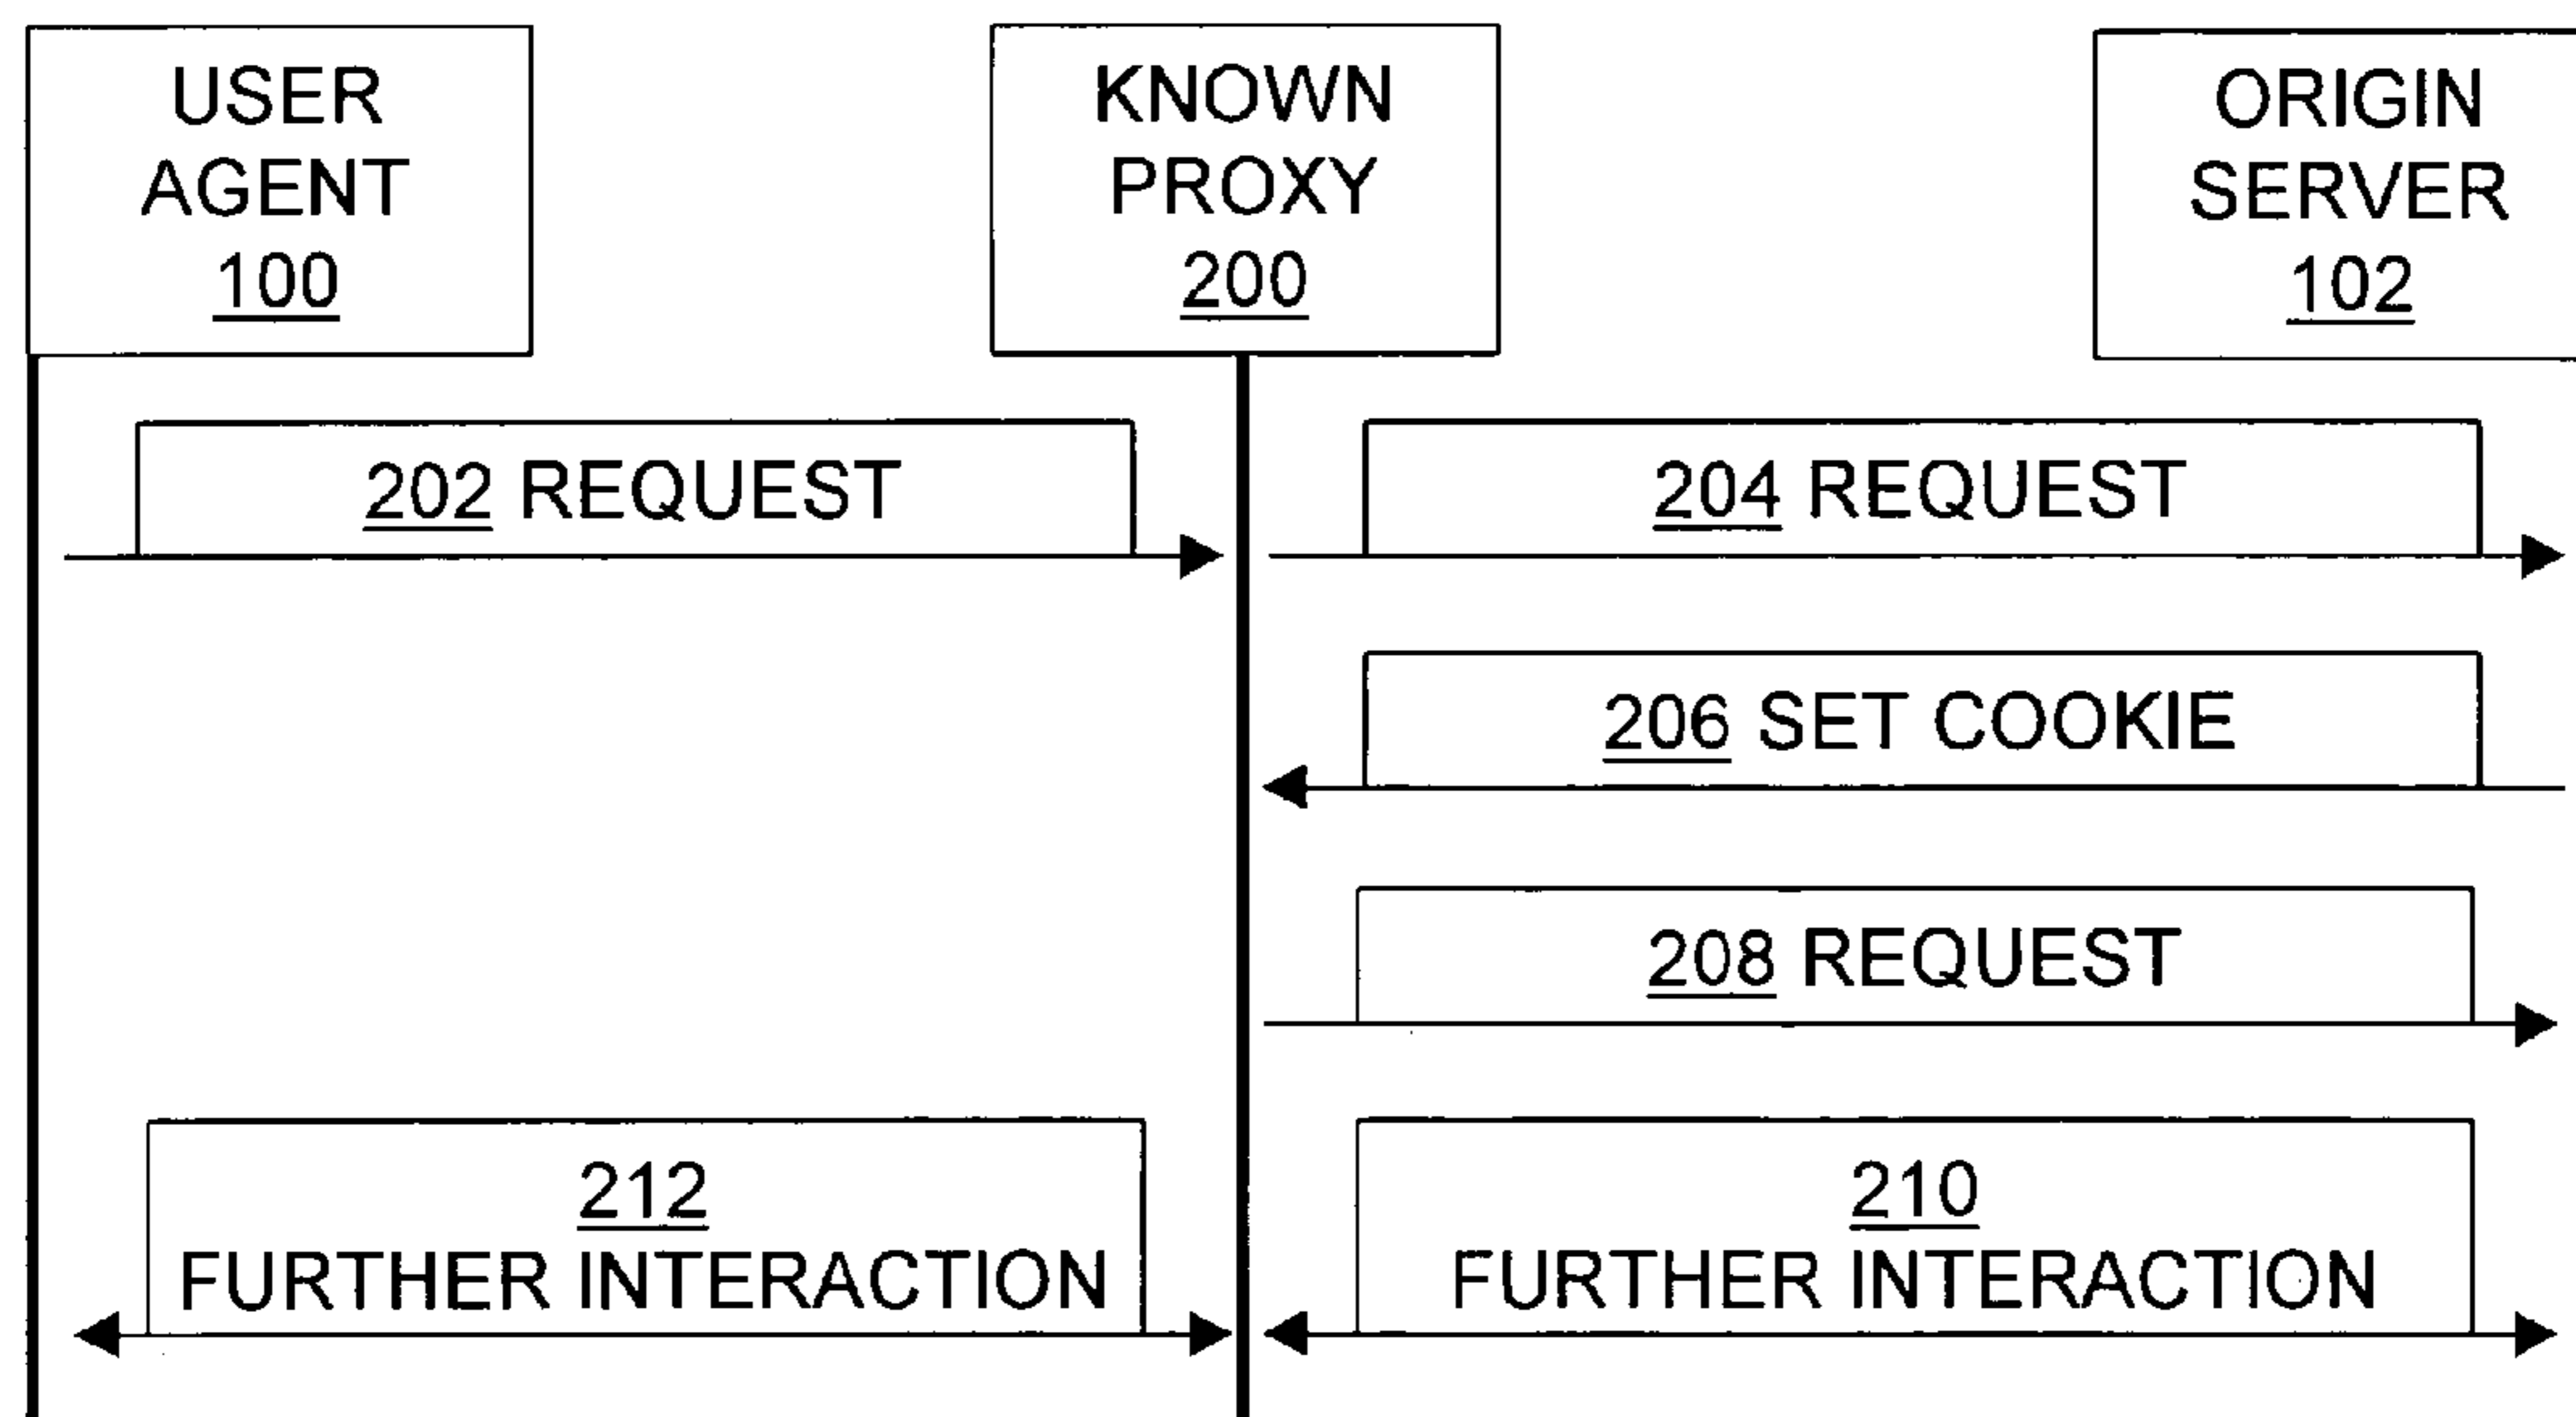 USER
AGENT
100
KNOWN
PROXY
200
ORIGIN
SERVER
102
202 REQUEST
204 REQUEST
206 SET COOKIE
208 REQUEST
212
FURTHER INTERACTION
210
FURTHER INTERACTION